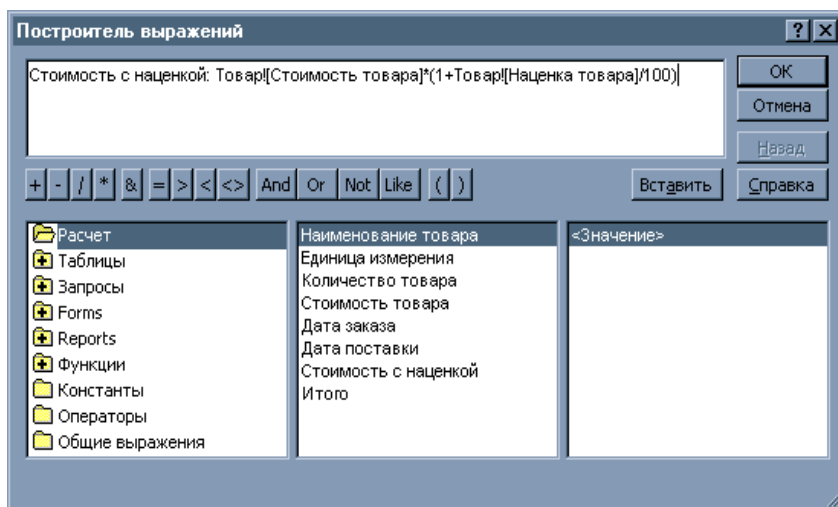 Построитель выражений
Стоимость с наценкой: Товар![Стоимость товара]*(1+Товар![Наценка товара]/100)
ОК
Отмена
Назад
+ - / * & = > < <> And Or Not Like ( ) Вставить Справка
Расчет
Таблицы
Запросы
Forms
Reports
Функции
Константы
Операторы
Общие выражения
Наименование товара
Единица измерения
Количество товара
Стоимость товара
Дата заказа
Дата поставки
Стоимость с наценкой
Итого
<Значение>